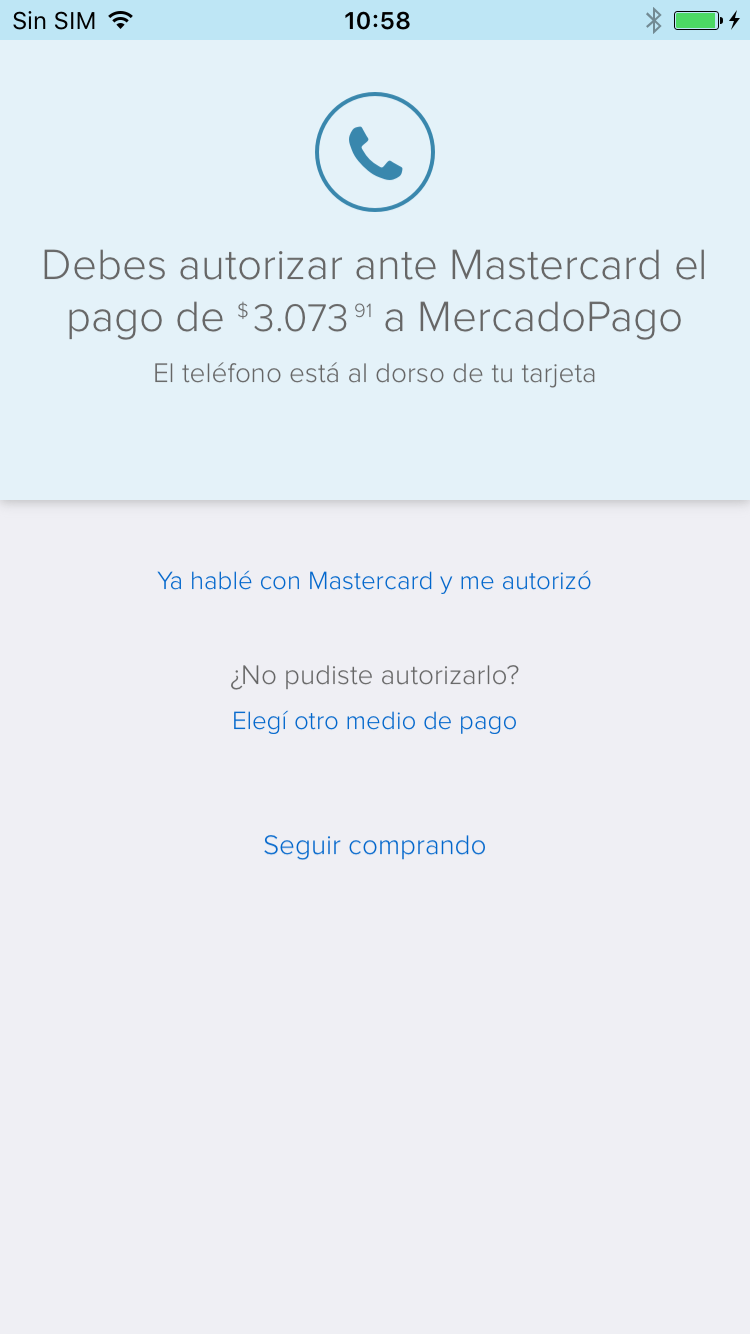 Sin SIM 10:58
Debes autorizar ante Mastercard el
pago de $ 3.073 91 a MercadoPago
El teléfono está al dorso de tu tarjeta
Ya hablé con Mastercard y me autorizó
¿No pudiste autorizarlo?
Elegí otro medio de pago
Seguir comprando